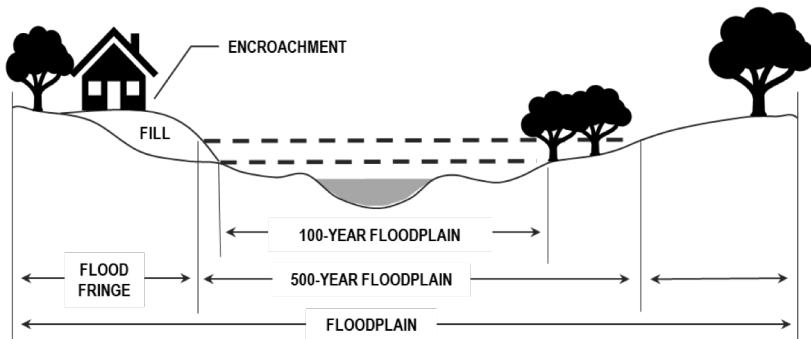 ENCROACHMENT
FILL
100-YEAR FLOODPLAIN
FLOOD
FRINGE
500-YEAR FLOODPLAIN
FLOODPLAIN